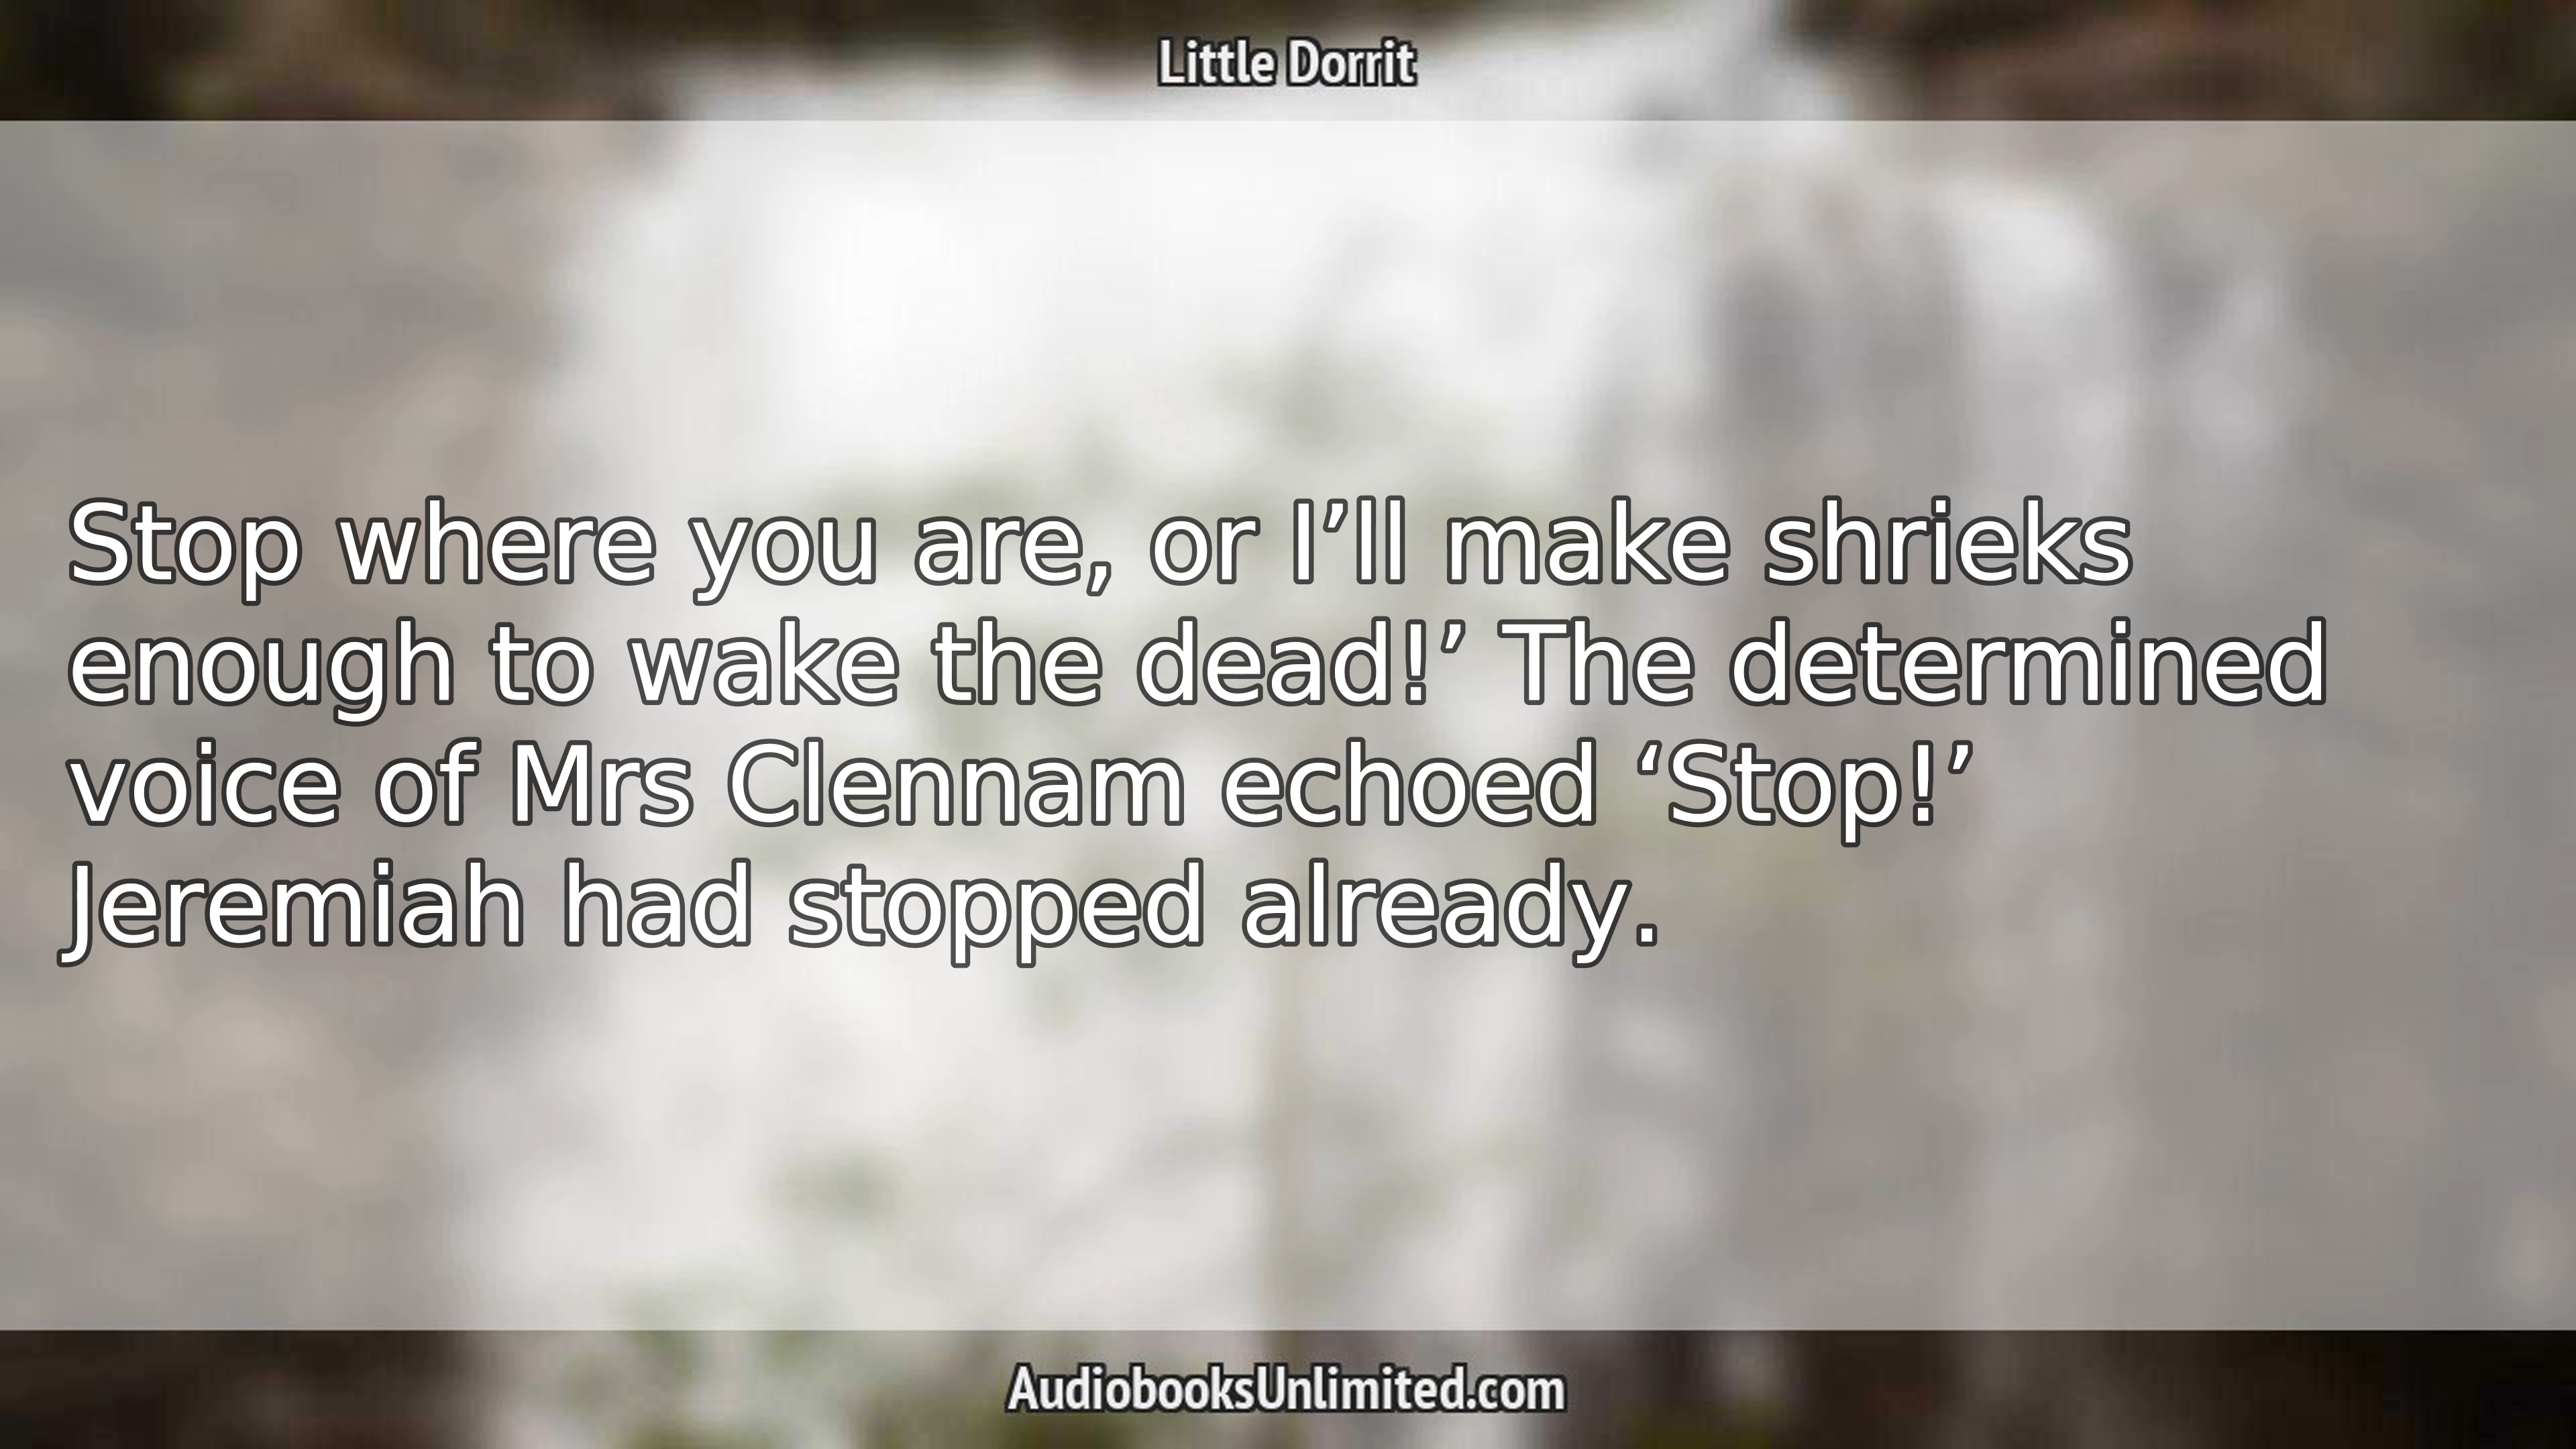 Little Dorrit
Stop where you are, or I’ll make shrieks
enough to wake the dead!’ The determined
voice of Mrs Clennam echoed ‘Stop!’
Jeremiah had stopped already.
AudiobooksUnlimited.com